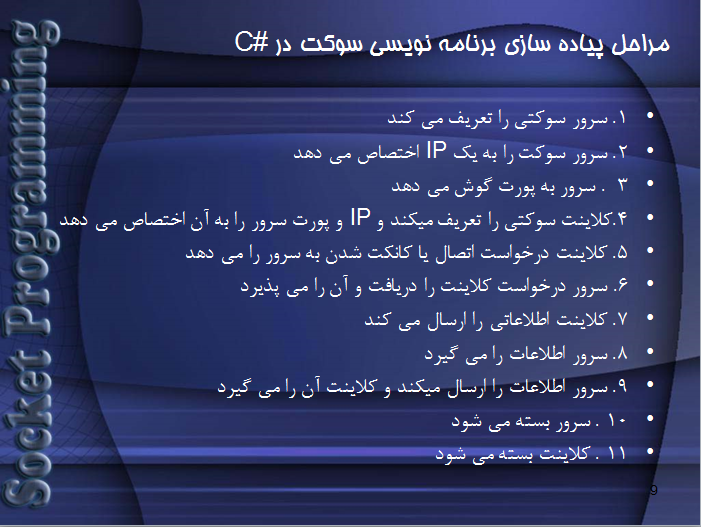 مراحل پیاده سازی برنامه نویسی سوکت در C#
• ۱. سرور سوکتی را تعریف می کند
• ۲. سرور سوکت را به یک IP اختصاص می دهد
• ۳ . سرور به پورت گوش می دهد
• ۴.کلاینت سوکتی را تعریف میکند و IP و پورت سرور را به آن اختصاص می دهد
• ۵. کلاینت درخواست اتصال یا کانکت شدن به سرور را می دهد
• ۶. سرور درخواست کلاینت را دریافت و آن را می پذیرد
• ۷. کلاینت اطلاعاتی را ارسال می کند
• ۸. سرور اطلاعات را می گیرد
• ۹. سرور اطلاعات را ارسال میکند و کلاینت آن را می گیرد
• ۱۰ . سرور بسته می شود
• ۱۱ . کلاینت بسته می شود
Socket Programming
9